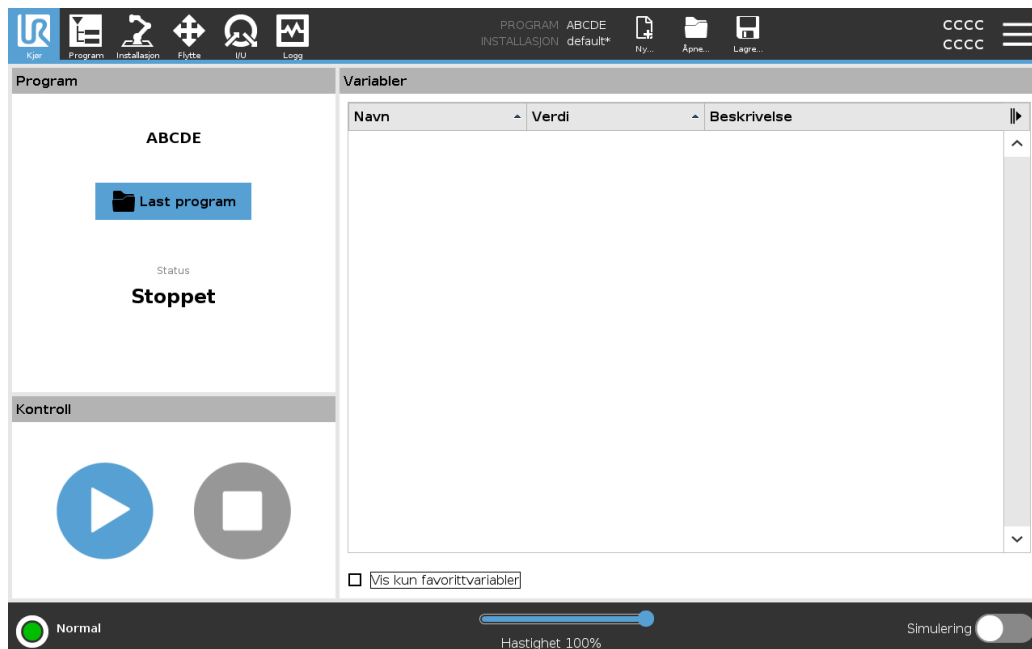 PROGRAM ABCDE
INSTALLASJON default*
CCCC
CCCC
Kjør Program Installasjon Flytte I/U Logg Ny... Åpne... Lagre...
Program
ABCDE
Last program
Status
Stoppet
Kontroll
Variabler
Navn Verdi Beskrivelse
Vis kun favorittvariabler
Normal
Hastighet 100%
Simulering